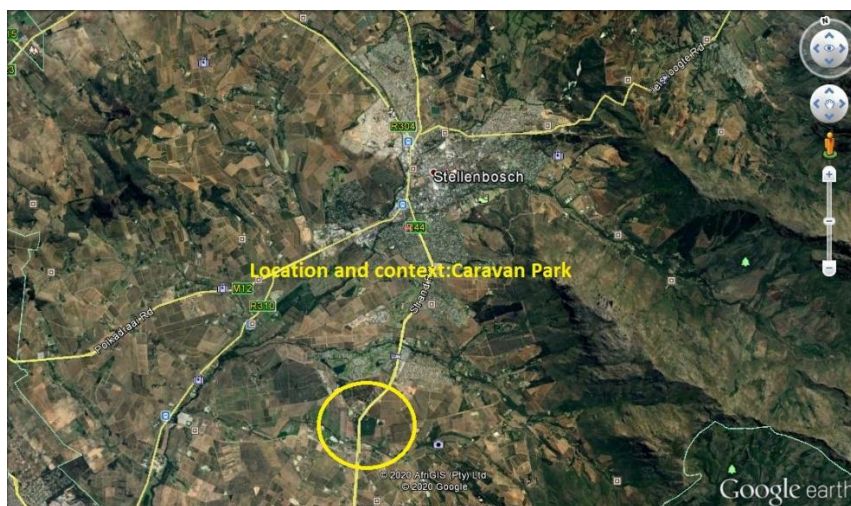 N
R304
Stellenbosch
R44
Location and context:Caravan Park
M12
R310
Polkadraai Rd
© 2020 AfriGIS (Pty) Ltd
© 2020 Google
Google earth